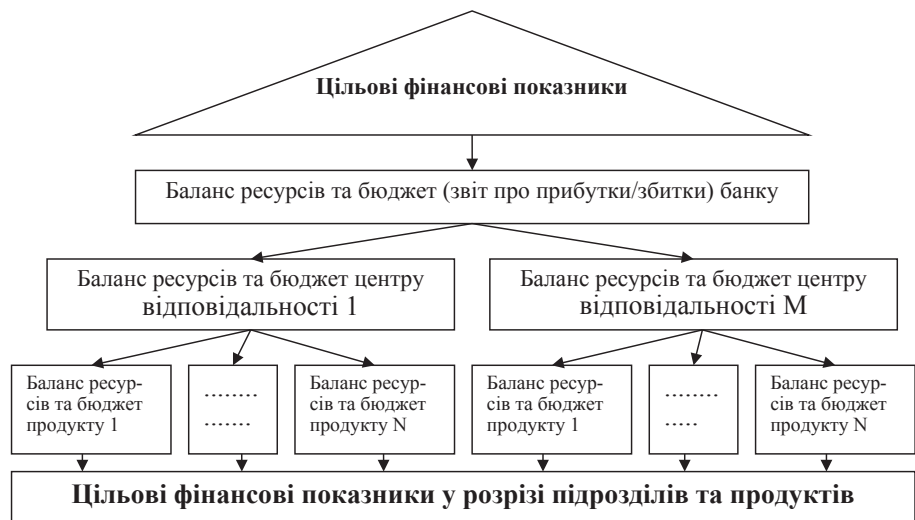 Цільові фінансові показники
Баланс ресурсів та бюджет (звіт про прибутки/збитки) банку
Баланс ресурсів та бюджет центру
відповідальності 1
Баланс ресурсів та бюджет центру
відповідальності М
Баланс ресур-
сів та бюджет
продукту 1
........
.......
Баланс ресур-
сів та бюджет
продукту N
Баланс ресур-
сів та бюджет
продукту 1
........
.....
Баланс ресур-
сів та бюджет
продукту N
Цільові фінансові показники у розрізі підрозділів та продуктів